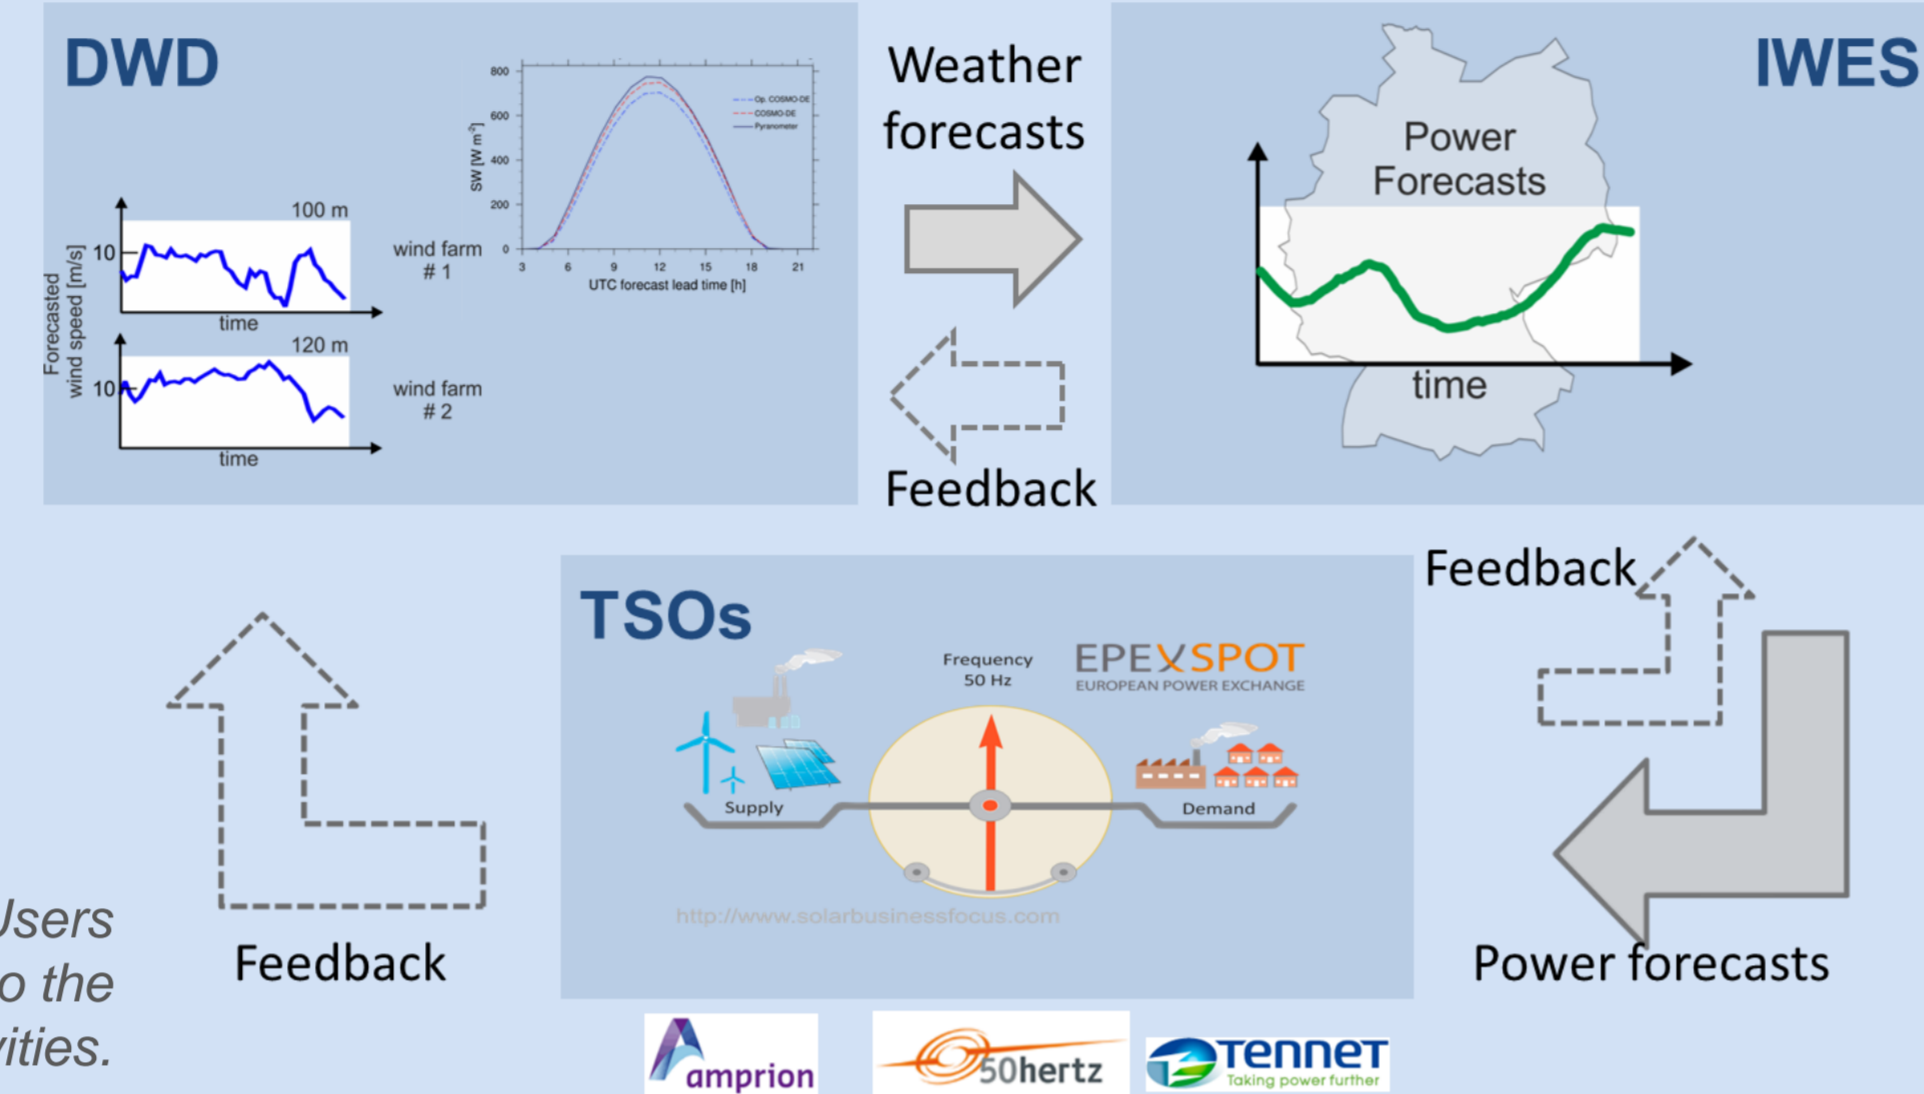 DWD
800
600
400
200
0
SW [W m-2]
Op. COSMO-DE
COSMO-DE
Pyranometer
3 6 9 12 15 18 21
UTC forecast lead time [h]
Forecasted
wind speed [m/s]
100 m
10
time
wind farm
# 1
120 m
10
time
wind farm
# 2
Weather
forecasts
Feedback
IWES
Power
Forecasts
time
Feedback
Power forecasts
TSOs
Frequency
50 Hz
EPEXSPOT
EUROPEAN POWER EXCHANGE
Supply
Demand
http://www.solarbusinessfocus.com
Feedback
Users
the
amprion
50hertz
TenneT
Taking power further